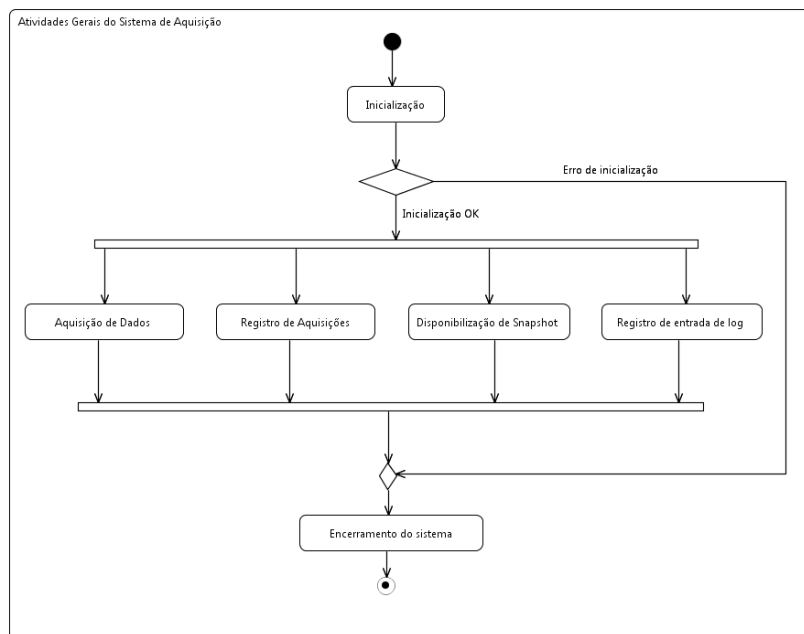 Atividades Gerais do Sistema de Aquisição
Inicialização
Erro de inicialização
Inicialização OK
Aquisição de Dados
Registro de Aquisições
Disponibilização de Snapshot
Registro de entrada de log
Encerramento do sistema